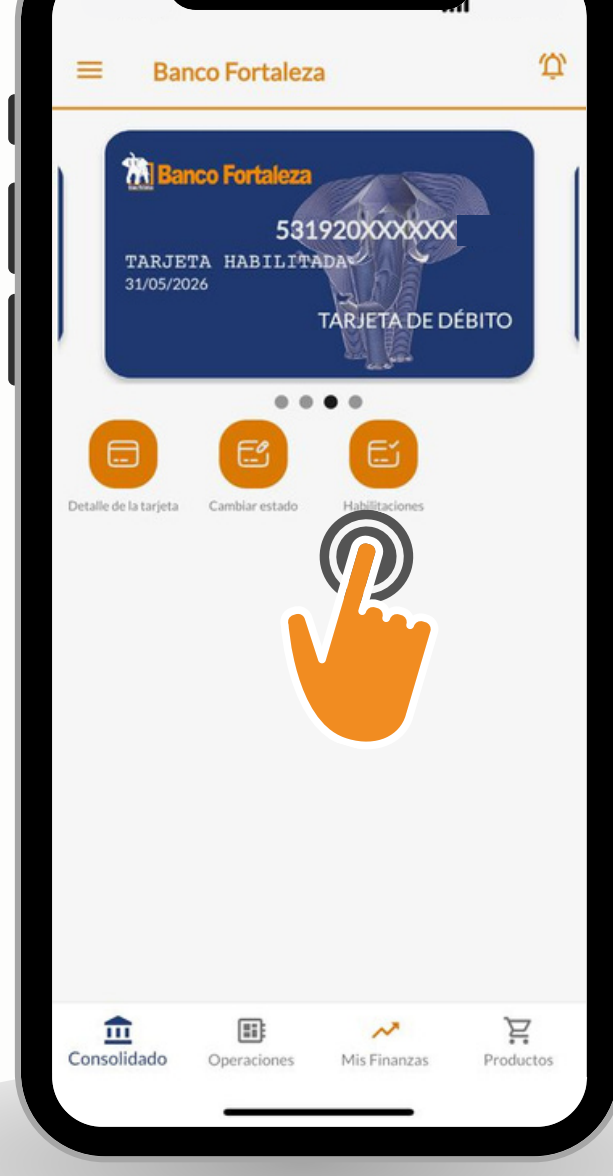 Banco Fortaleza
Banco Fortaleza
531920XXXXXX
TARJETA HABILITADA
31/05/2026
TARJETA DE DÉBITO
Detalle de la tarjeta
Cambiar estado
Habilitaciones
Consolidado
Operaciones
Mis Finanzas
Productos